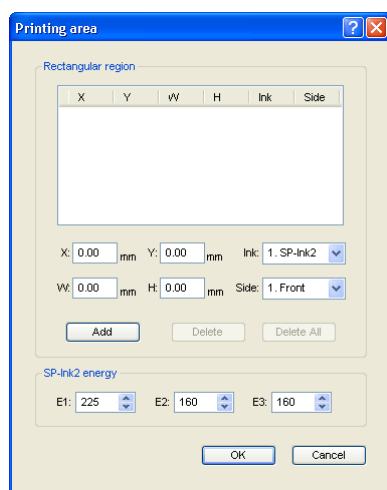 Printing area
Rectangular region
X Y W H Ink Side
X: 0.00 mm Y: 0.00 mm Ink: 1. SP-Ink2
W: 0.00 mm H: 0.00 mm Side: 1. Front
Add Delete Delete All
SP-Ink2 energy
E1: 225 E2: 160 E3: 160
OK Cancel